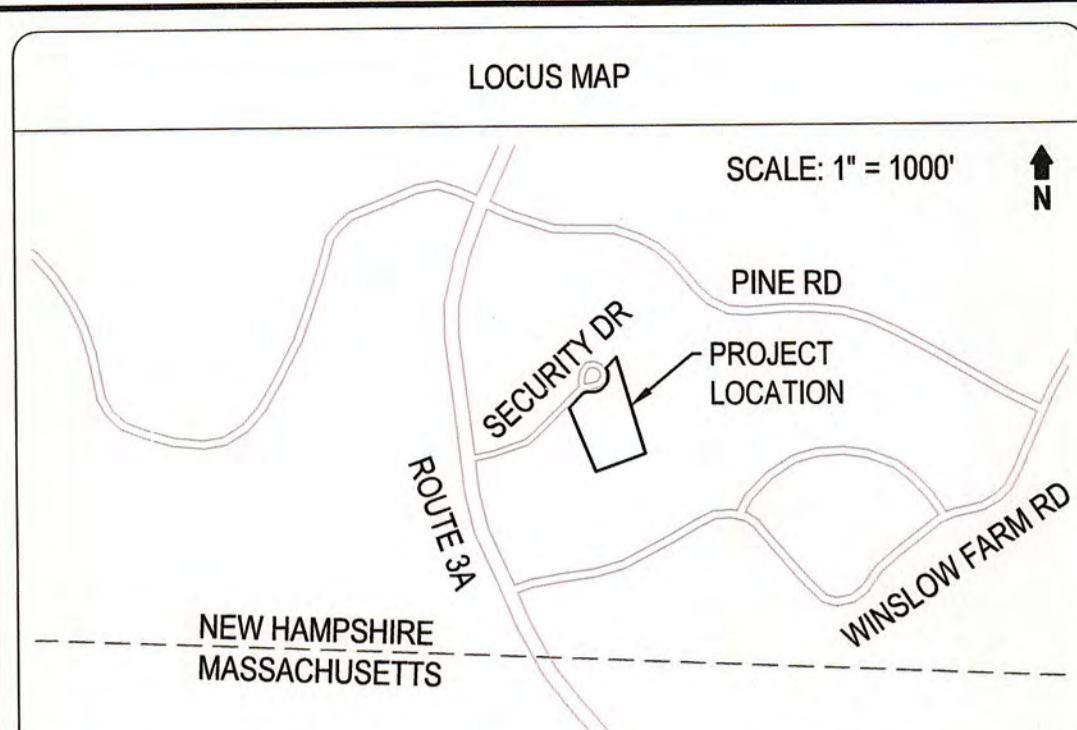 LOCUS MAP
SCALE: 1" = 1000'
N
PINE RD
SECURITY DR
PROJECT
LOCATION
ROUTE 3A
WINSLOW FARM RD
NEW HAMPSHIRE
MASSACHUSETTS